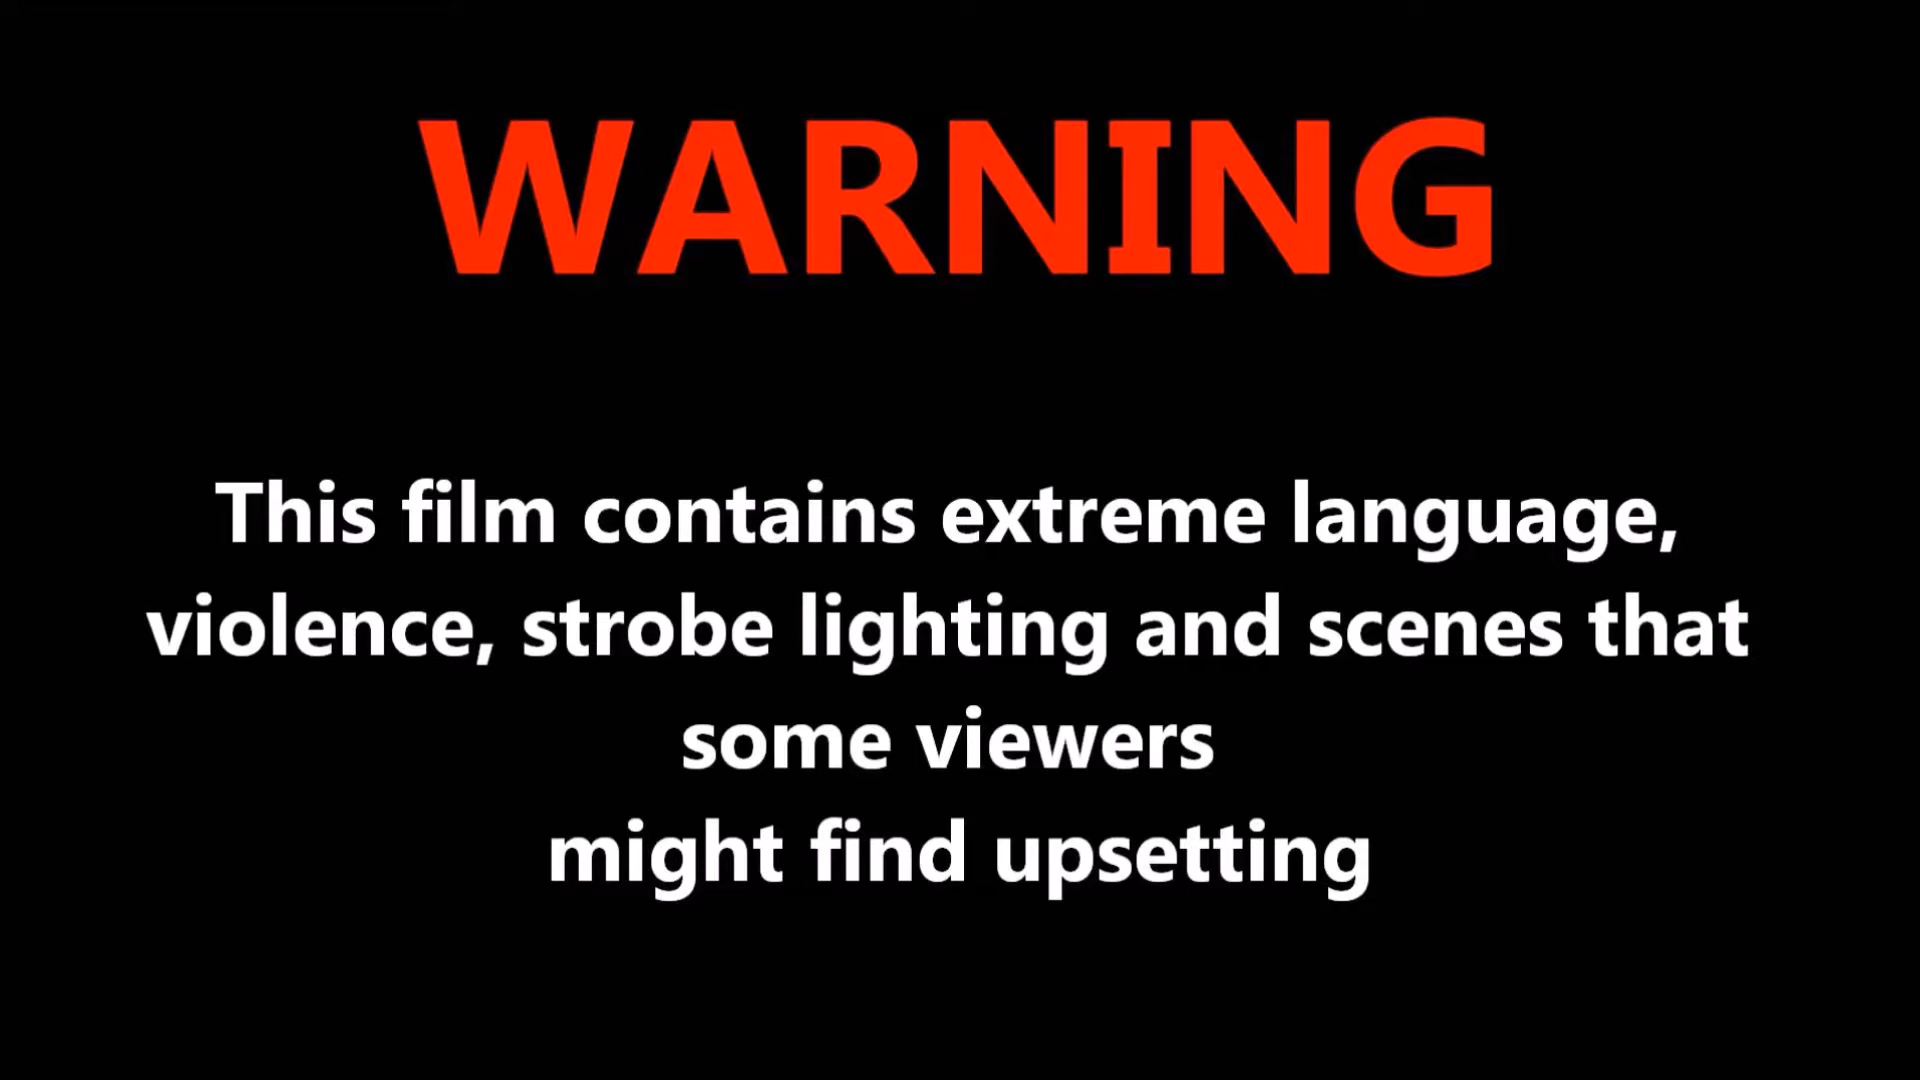 WARNING
This film contains extreme language,
violence, strobe lighting and scenes that
some viewers
might find upsetting